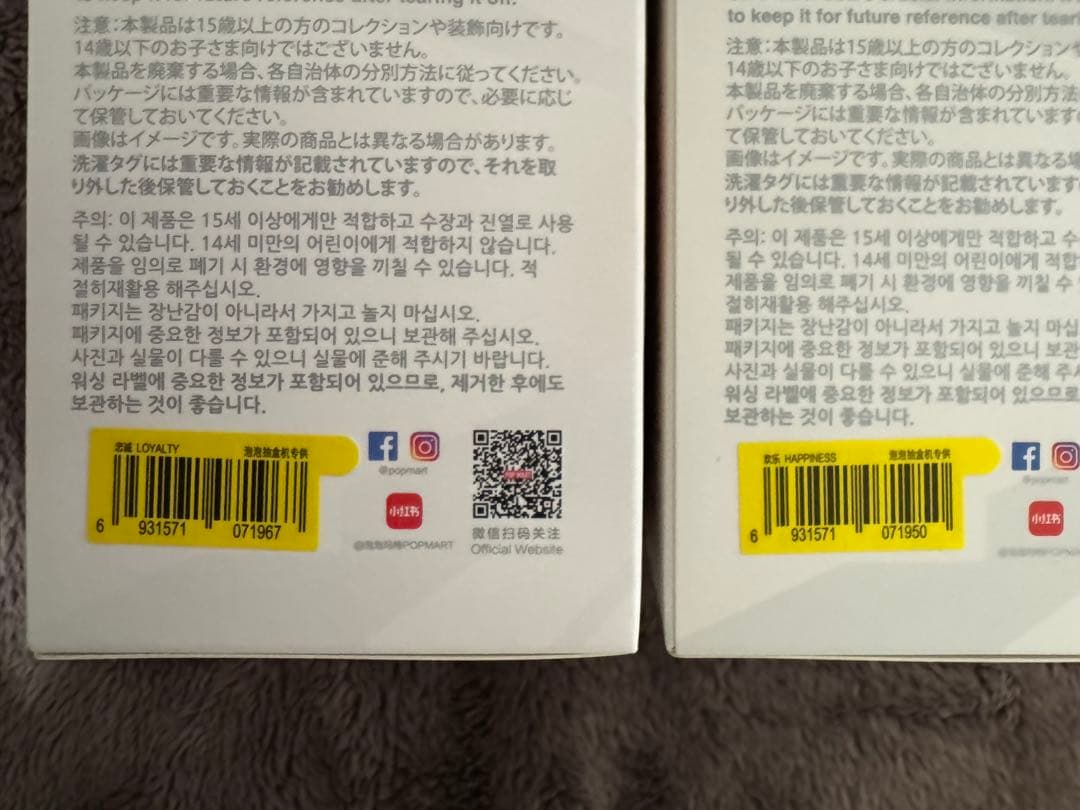 to keep it for future reference after tearing it off.
注意:本製品は15歳以上の方のコレクションや装飾向けです。
14歳以下のお子さま向けではございません。
本製品を廃棄する場合、各自治体の分別方法に従ってください。
パッケージには重要な情報が含まれていますので、必要に応じ
て保管しておいてください。
画像はイメージです。実際の商品とは異なる場合があります。
洗濯タグには重要な情報が記載されていますので、それを取
り外した後保管しておくことをお勧めします。
주의: 이 제품은 15세 이상에게만 적합하고 수장과 진열로 사용
될 수 있습니다. 14세 미만의 어린이에게 적합하지 않습니다.
제품을 임의로 폐기 시 환경에 영향을 끼칠 수 있습니다. 적
절히재활용 해주십시오.
패키지는 장난감이 아니라서 가지고 놀지 마십시오.
패키지에 중요한 정보가 포함되어 있으니 보관해 주십시오.
사진과 실물이 다를 수 있으니 실물에 준해 주시기 바랍니다.
워싱 라벨에 중요한 정보가 포함되어 있으므로, 제거한 후에도
보관하는 것이 좋습니다.
忠诚 LOYALTY 泡泡抽盒机专供
6 931571 071967
@popmart
小红书
@泡泡玛特POPMART
POP MART
微信扫码关注
Official Website
to keep it for future reference after tear
注意:本製品は15歳以上の方のコレクション
14歳以下のお子さま向けではございません。
本製品を廃棄する場合、各自治体の分別方法
パッケージには重要な情報が含まれています
て保管しておいてください。
画像はイメージです。実際の商品とは異なる
洗濯タグには重要な情報が記載されています
り外した後保管しておくことをお勧めします。
주의: 이 제품은 15세 이상에게만 적합하고 수
될 수 있습니다. 14세 미만의 어린이에게 적합
제품을 임의로 폐기 시 환경에 영향을 끼칠 수
절히재활용 해주십시오.
패키지는 장난감이 아니라서 가지고 놀지 마십
패키지에 중요한 정보가 포함되어 있으니 보관
사진과 실물이 다를 수 있으니 실물에 준해 주
워싱 라벨에 중요한 정보가 포함되어 있으므로
보관하는 것이 좋습니다.
欢乐 HAPPINESS 泡泡抽盒机专供
6 931571 071950
@popmart
小红书